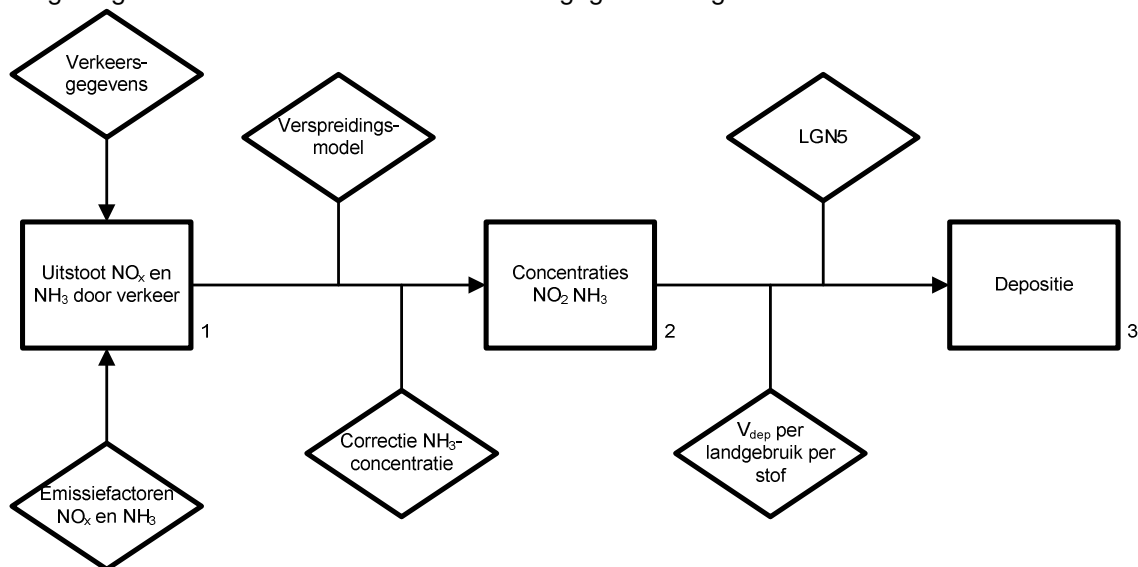 Verkeers-
gegevens
Verspreidings-
model
LGN5
Uitstoot NOₓ en
NH₃ door verkeer
1
Concentraties
NO₂ NH₃
2
Depositie
3
Correctie NH₃-
concentratie
V_dep per
landgebruik per
stof
Emissiefactoren
NOₓ en NH₃